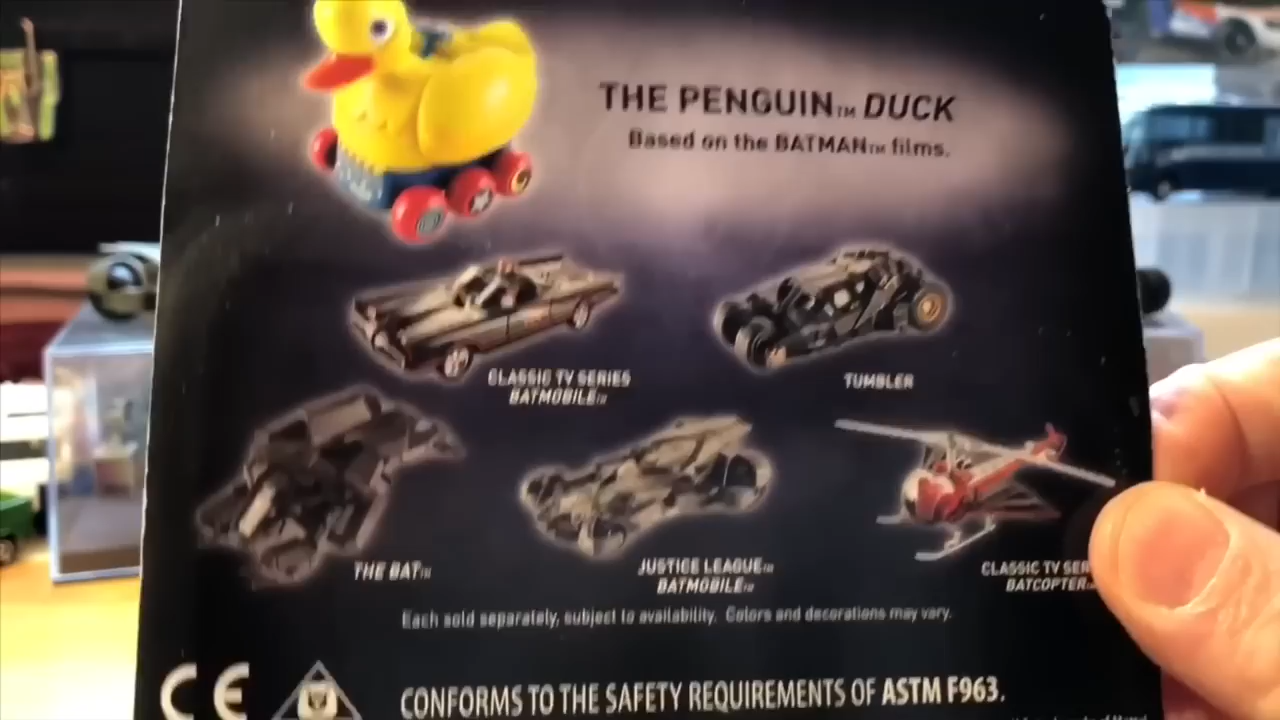 THE PENGUIN™ DUCK
Based on the BATMAN™ films.
CLASSIC TV SERIES
BATMOBILE™
TUMBLER
THE BAT™
JUSTICE LEAGUE™
BATMOBILE™
CLASSIC TV SER
BATCOPTER™
Each sold separately, subject to availability. Colors and decorations may vary.
CE
CONFORMS TO THE SAFETY REQUIREMENTS OF ASTM F963.